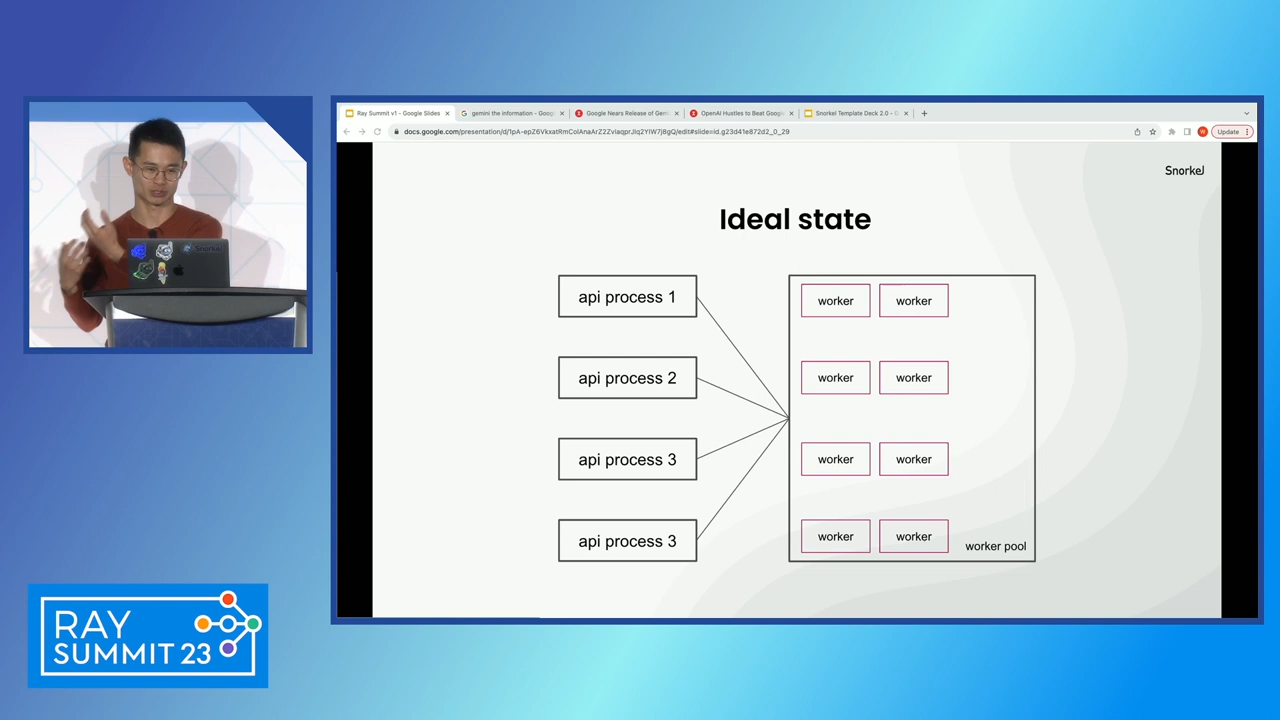 Ray Summit v1 - Google Slides
gemini the information - Goog
Google Nears Release of Gem
OpenAI Hustles to Beat Googl
Snorkel Template Deck 2.0 - G
Update
Snorkel
Ideal state
api process 1
api process 2
api process 3
api process 3
worker worker
worker worker
worker worker
worker worker
worker pool
Snorkel
RAY
SUMMIT 23